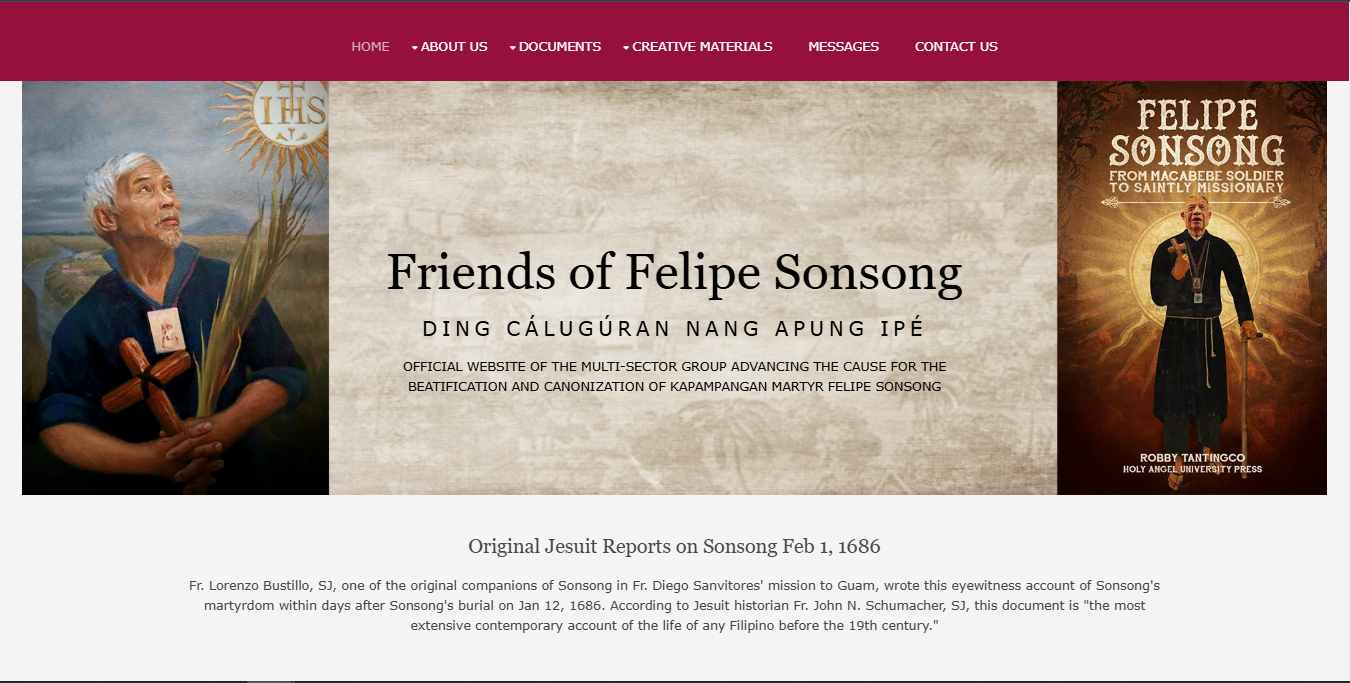 HOME ABOUT US DOCUMENTS CREATIVE MATERIALS MESSAGES CONTACT US
IHS
FELIPE
SONSONG
FROM MACABEBE SOLDIER
TO SAINTLY MISSIONARY
Friends of Felipe Sonsong
DING CÁLUGÚRAN NANG APUNG IPÉ
OFFICIAL WEBSITE OF THE MULTI-SECTOR GROUP ADVANCING THE CAUSE FOR THE
BEATIFICATION AND CANONIZATION OF KAPAMPANGAN MARTYR FELIPE SONSONG
ROBBY TANTINGCO
HOLY ANGEL UNIVERSITY PRESS
Original Jesuit Reports on Sonsong Feb 1, 1686
Fr. Lorenzo Bustillo, SJ, one of the original companions of Sonsong in Fr. Diego Sanvitores' mission to Guam, wrote this eyewitness account of Sonsong's
martyrdom within days after Sonsong's burial on Jan 12, 1686. According to Jesuit historian Fr. John N. Schumacher, SJ, this document is "the most
extensive contemporary account of the life of any Filipino before the 19th century."